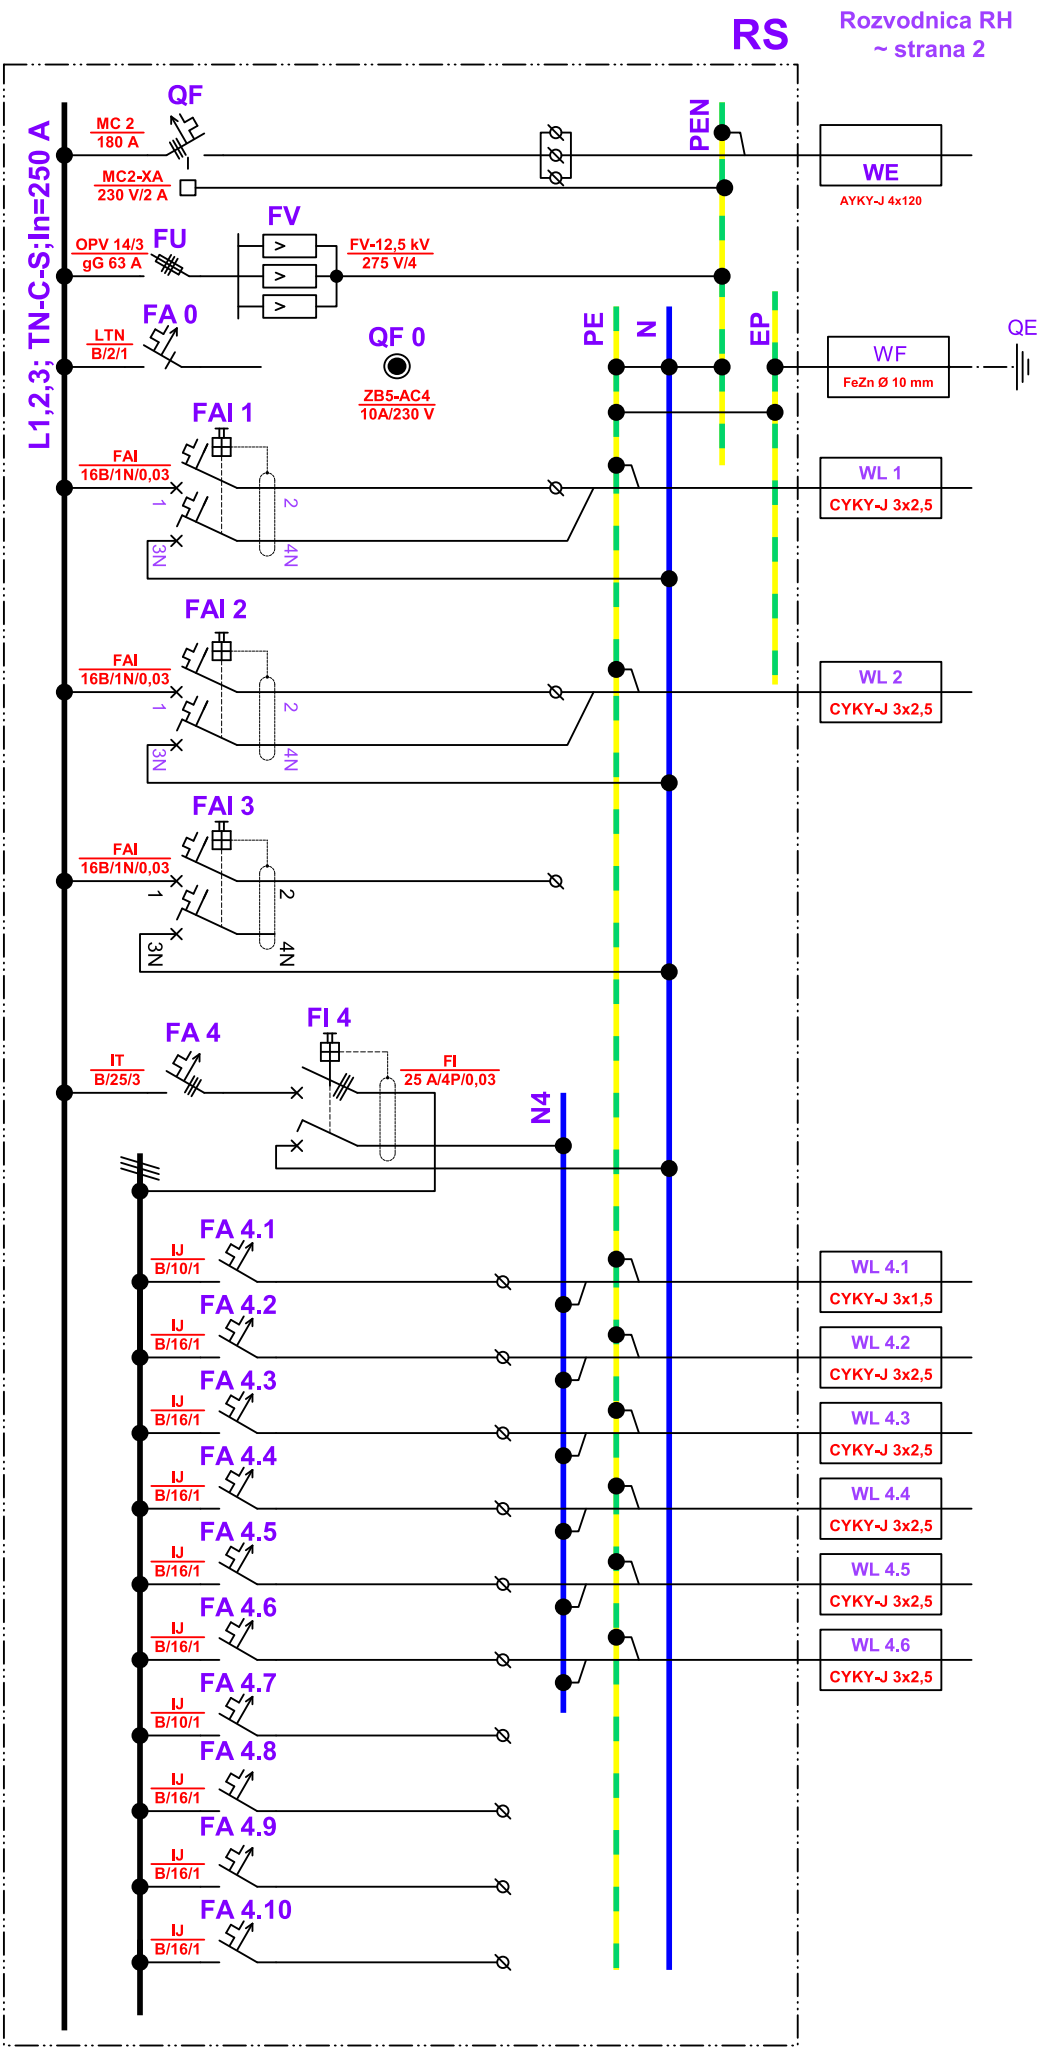 RS
Rozvodnica RH
~ strana 2
L1,2,3; TN-C-S;In=250 A
QF
MC 2
180 A
MC2-XA
230 V/2 A
PEN
WE
AYKY-J 4x120
FV
OPV 14/3
gG 63 A
FU
FV-12,5 kV
275 V/4
FA 0
LTN
B/2/1
QF 0
ZB5-AC4
10A/230 V
PE
N
EP
WF
FeZn Ø 10 mm
QE
FAI 1
FAI
16B/1N/0,03
1
2
3N
4N
WL 1
CYKY-J 3x2,5
FAI 2
FAI
16B/1N/0,03
1
2
3N
4N
WL 2
CYKY-J 3x2,5
FAI 3
FAI
16B/1N/0,03
1
2
3N
4N
FA 4
IT
B/25/3
FI 4
FI
25 A/4P/0,03
N4
FA 4.1
IJ
B/10/1
WL 4.1
CYKY-J 3x1,5
FA 4.2
IJ
B/16/1
WL 4.2
CYKY-J 3x2,5
FA 4.3
IJ
B/16/1
WL 4.3
CYKY-J 3x2,5
FA 4.4
IJ
B/16/1
WL 4.4
CYKY-J 3x2,5
FA 4.5
IJ
B/16/1
WL 4.5
CYKY-J 3x2,5
FA 4.6
IJ
B/16/1
WL 4.6
CYKY-J 3x2,5
FA 4.7
IJ
B/10/1
FA 4.8
IJ
B/16/1
FA 4.9
IJ
B/16/1
FA 4.10
IJ
B/16/1